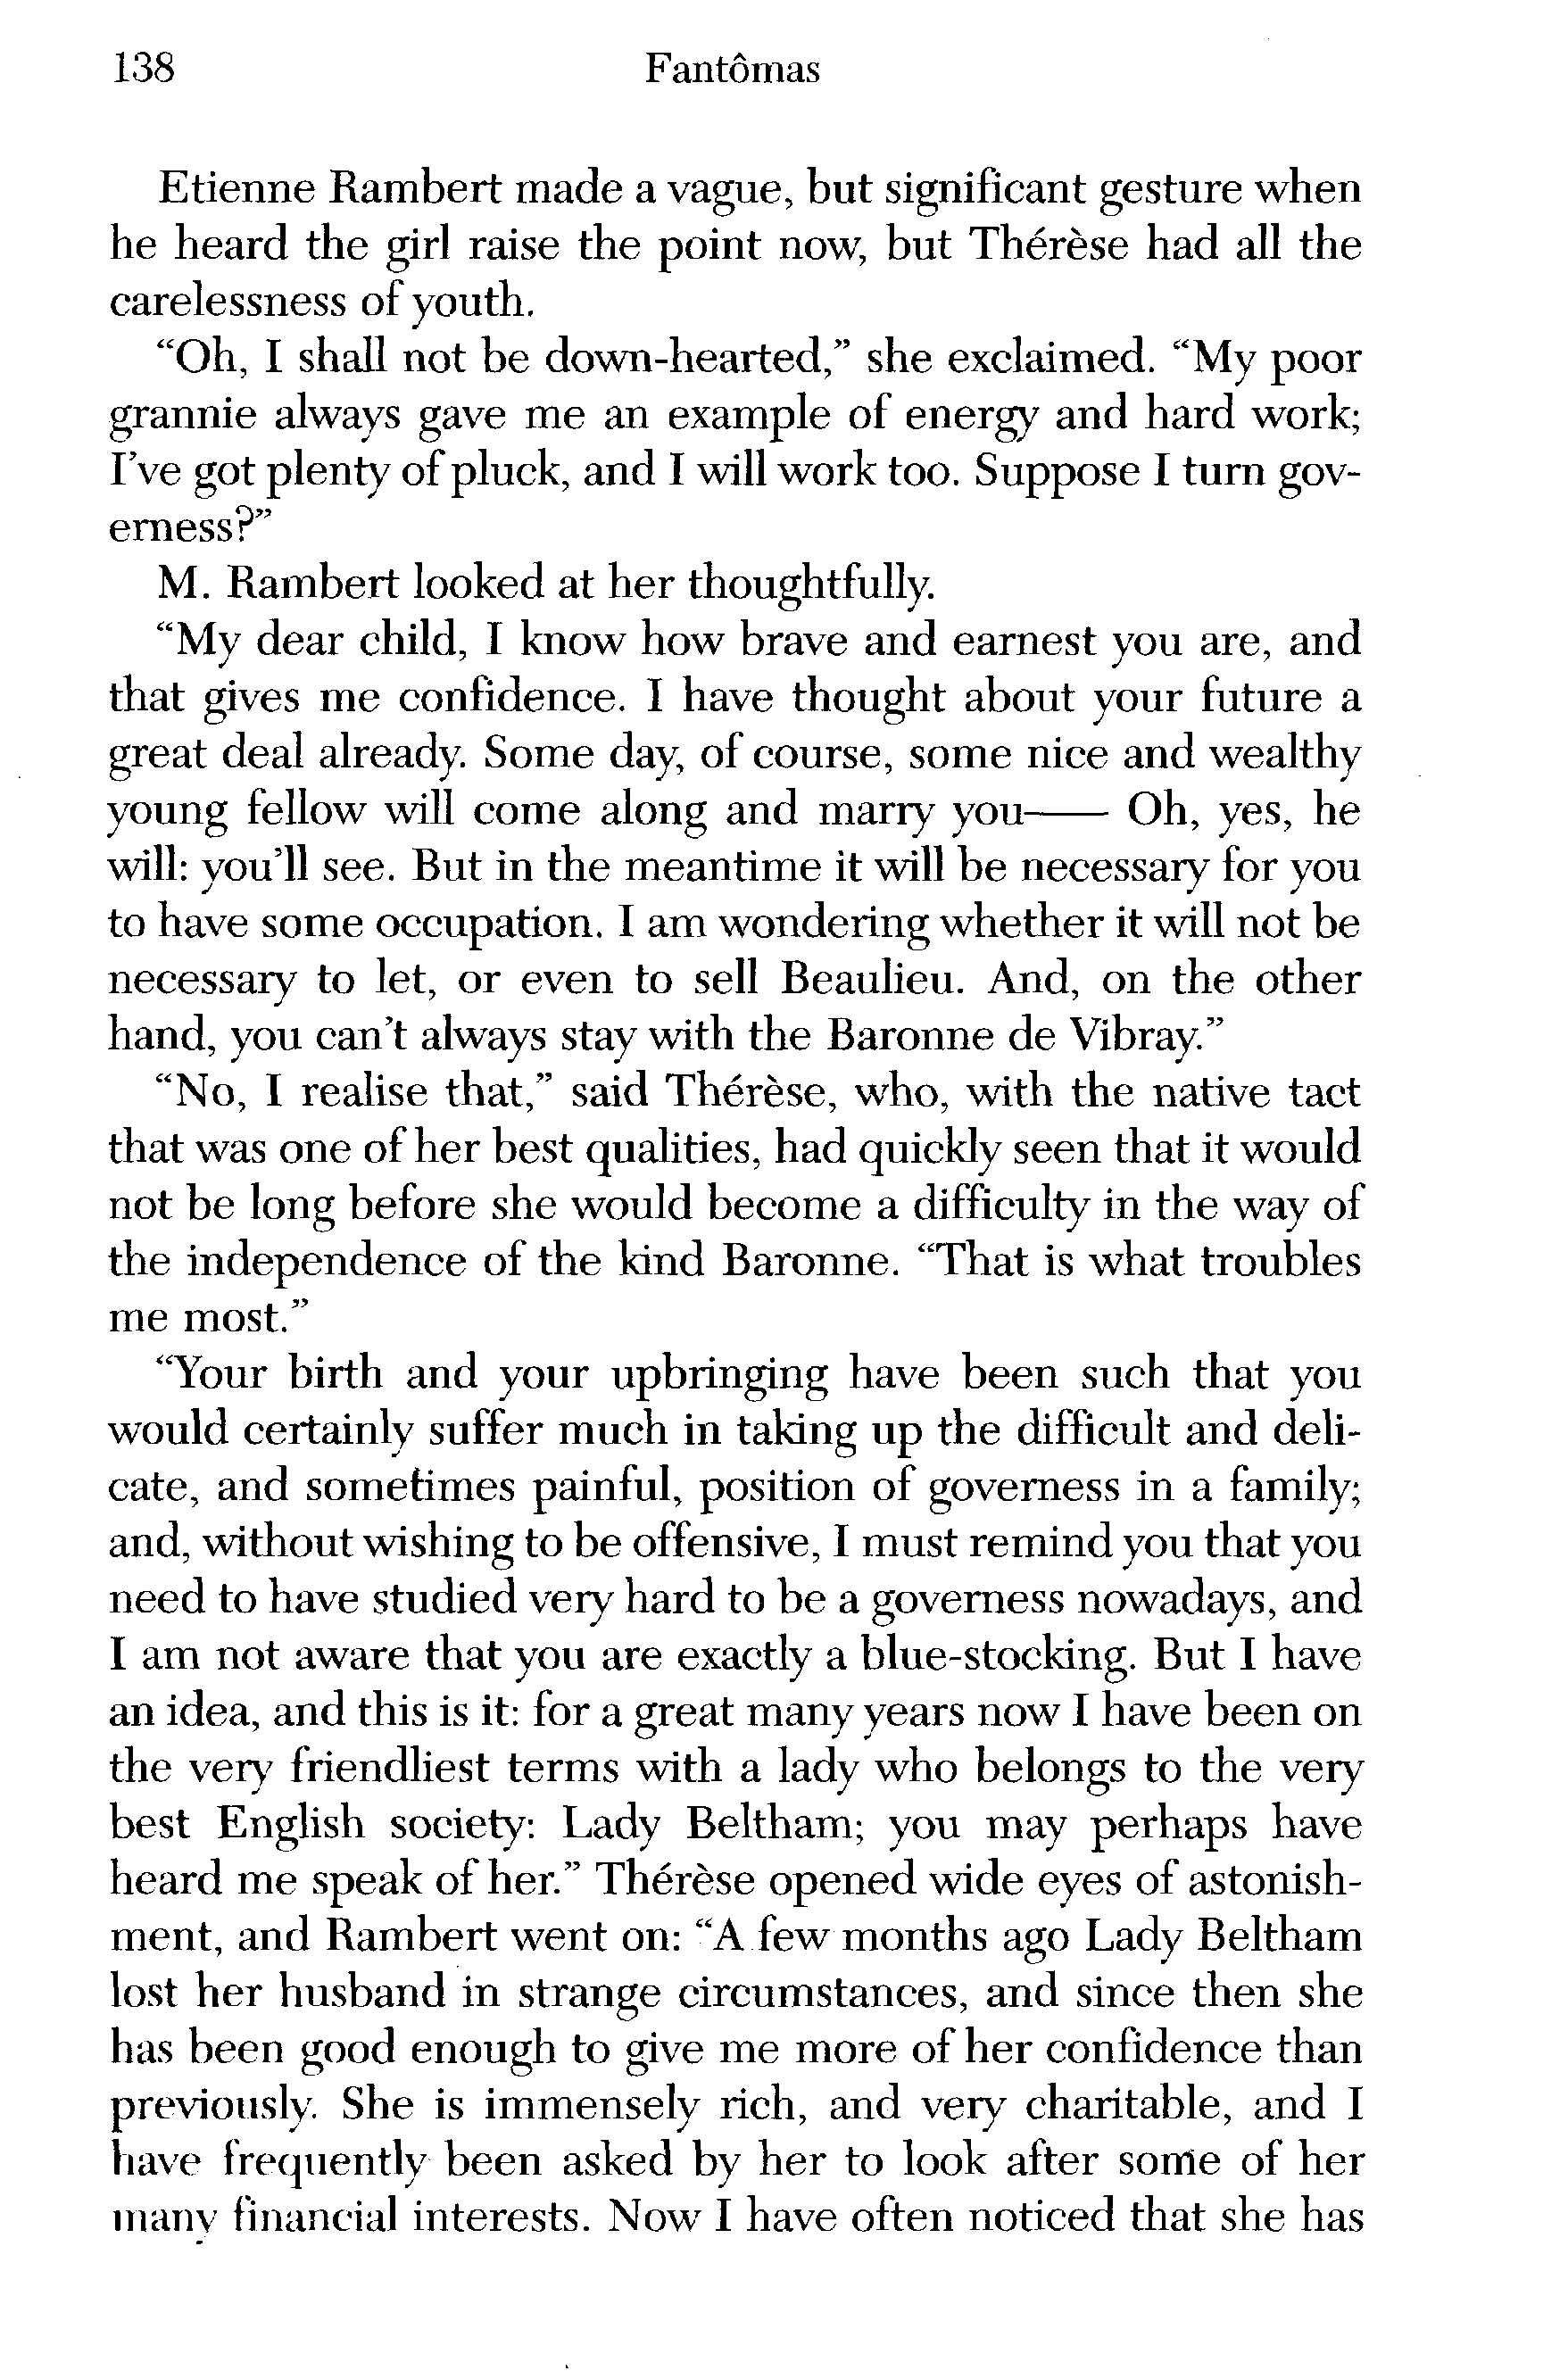 138 Fantômas
Etienne Rambert made a vague, but significant gesture when
he heard the girl raise the point now, but Thérèse had all the
carelessness of youth.
“Oh, I shall not be down-hearted,” she exclaimed. “My poor
grannie always gave me an example of energy and hard work;
I’ve got plenty of pluck, and I will work too. Suppose I turn gov-
erness?”
M. Rambert looked at her thoughtfully.
“My dear child, I know how brave and earnest you are, and
that gives me confidence. I have thought about your future a
great deal already. Some day, of course, some nice and wealthy
young fellow will come along and marry you—— Oh, yes, he
will: you’ll see. But in the meantime it will be necessary for you
to have some occupation. I am wondering whether it will not be
necessary to let, or even to sell Beaulieu. And, on the other
hand, you can’t always stay with the Baronne de Vibray.”
“No, I realise that,” said Thérèse, who, with the native tact
that was one of her best qualities, had quickly seen that it would
not be long before she would become a difficulty in the way of
the independence of the kind Baronne. “That is what troubles
me most.”
“Your birth and your upbringing have been such that you
would certainly suffer much in taking up the difficult and deli-
cate, and sometimes painful, position of governess in a family;
and, without wishing to be offensive, I must remind you that you
need to have studied very hard to be a governess nowadays, and
I am not aware that you are exactly a blue-stocking. But I have
an idea, and this is it: for a great many years now I have been on
the very friendliest terms with a lady who belongs to the very
best English society: Lady Beltham; you may perhaps have
heard me speak of her.” Thérèse opened wide eyes of astonish-
ment, and Rambert went on: “A few months ago Lady Beltham
lost her husband in strange circumstances, and since then she
has been good enough to give me more of her confidence than
previously. She is immensely rich, and very charitable, and I
have frequently been asked by her to look after some of her
many financial interests. Now I have often noticed that she has